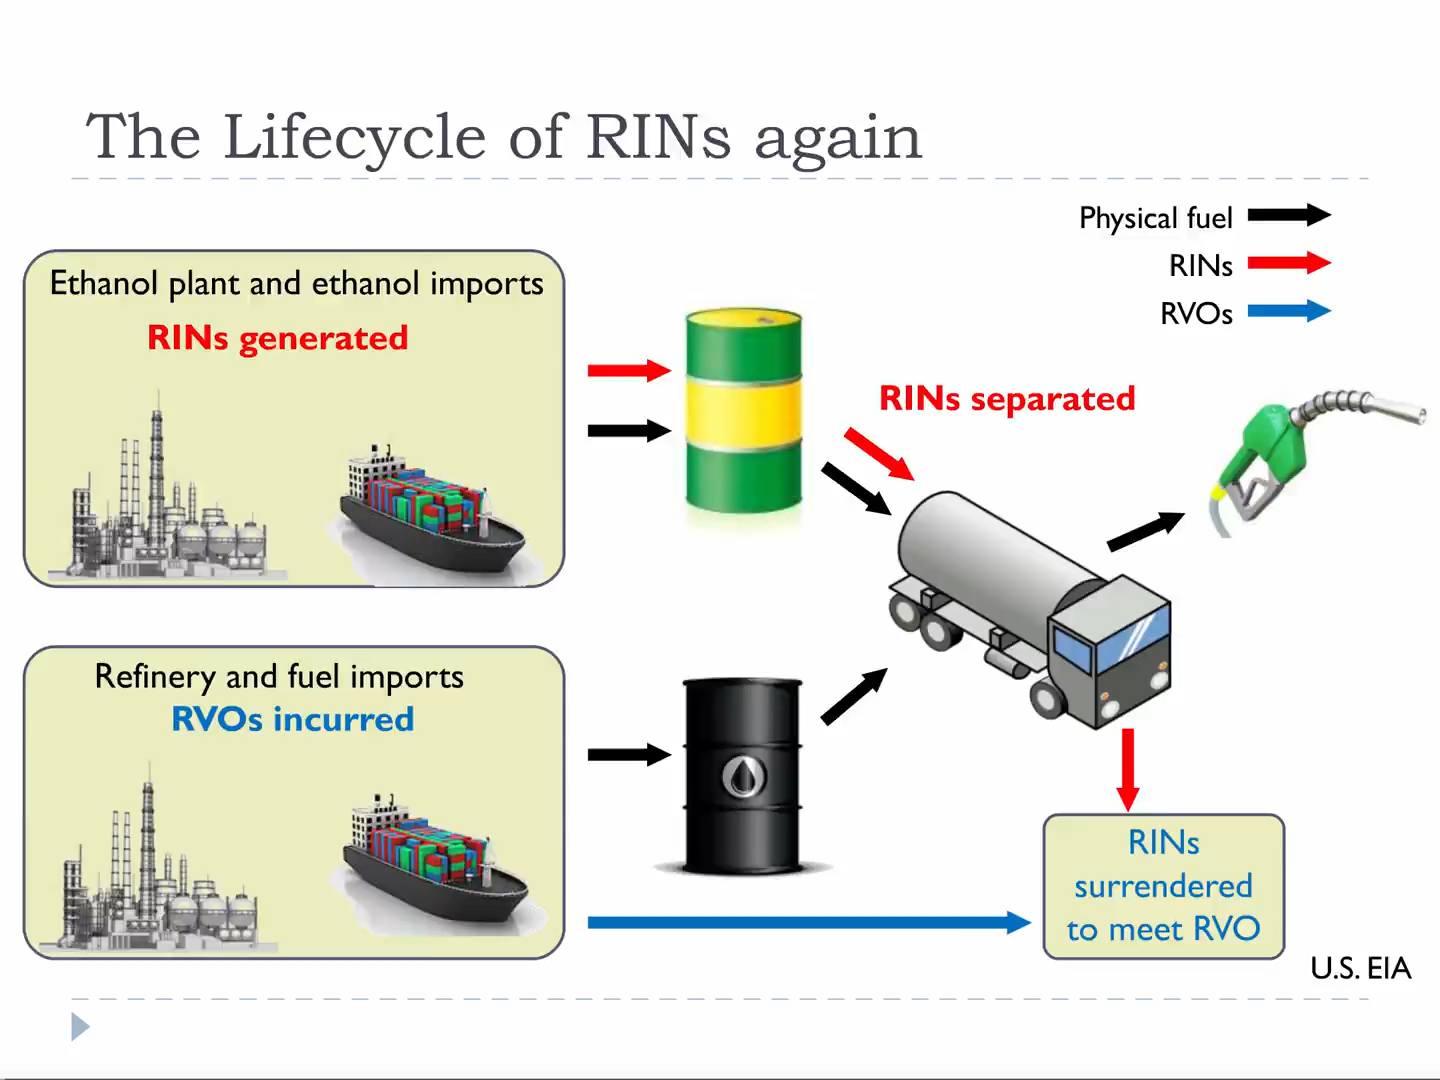 The Lifecycle of RINs again
Physical fuel
RINs
RVOs
Ethanol plant and ethanol imports
RINs generated
RINs separated
Refinery and fuel imports
RVOs incurred
RINs
surrendered
to meet RVO
U.S. EIA